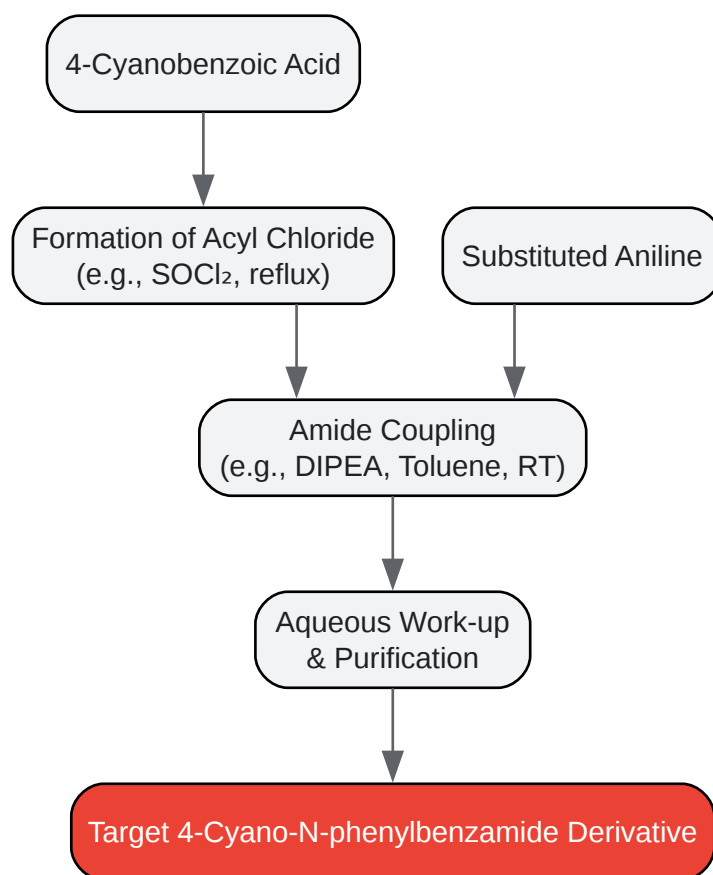 4-Cyanobenzoic Acid
Formation of Acyl Chloride
(e.g., SOCl₂, reflux)
Substituted Aniline
Amide Coupling
(e.g., DIPEA, Toluene, RT)
Aqueous Work-up
& Purification
Target 4-Cyano-N-phenylbenzamide Derivative